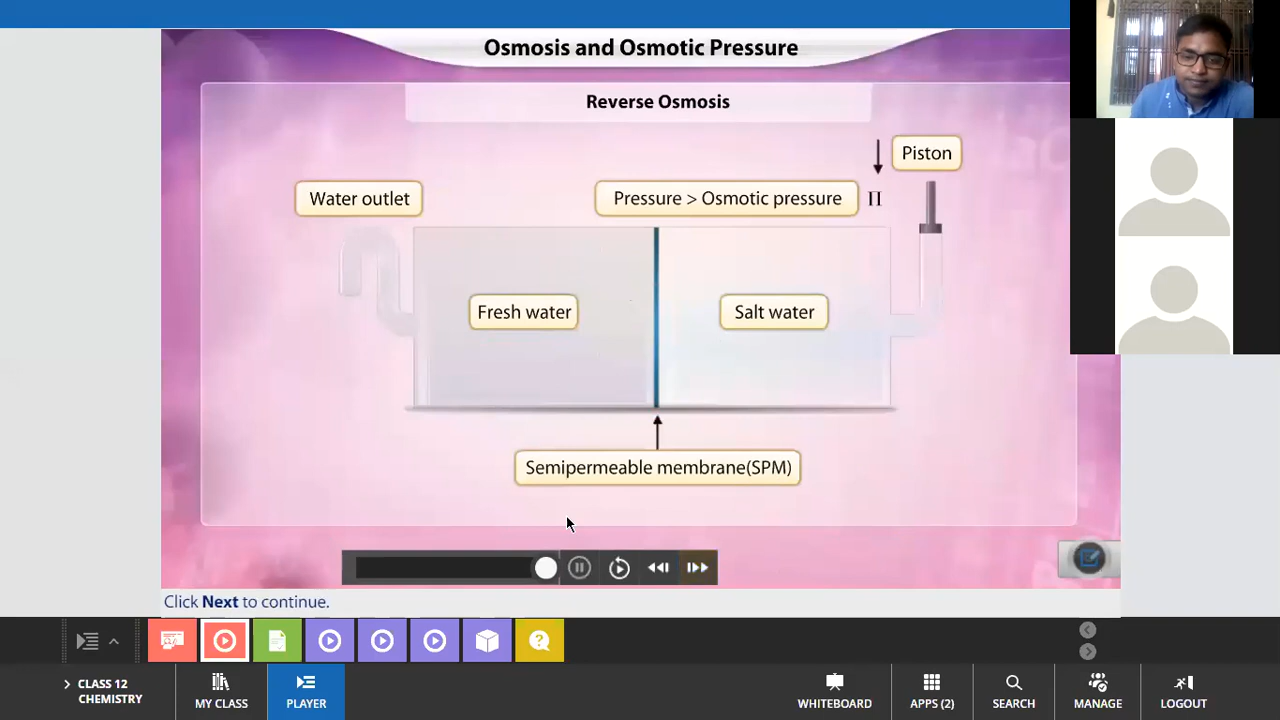 Osmosis and Osmotic Pressure
Reverse Osmosis
Piston
Water outlet
Pressure > Osmotic pressure
Π
Fresh water
Salt water
Semipermeable membrane(SPM)
Click Next to continue.
CLASS 12
CHEMISTRY
MY CLASS
PLAYER
WHITEBOARD
APPS (2)
SEARCH
MANAGE
LOGOUT